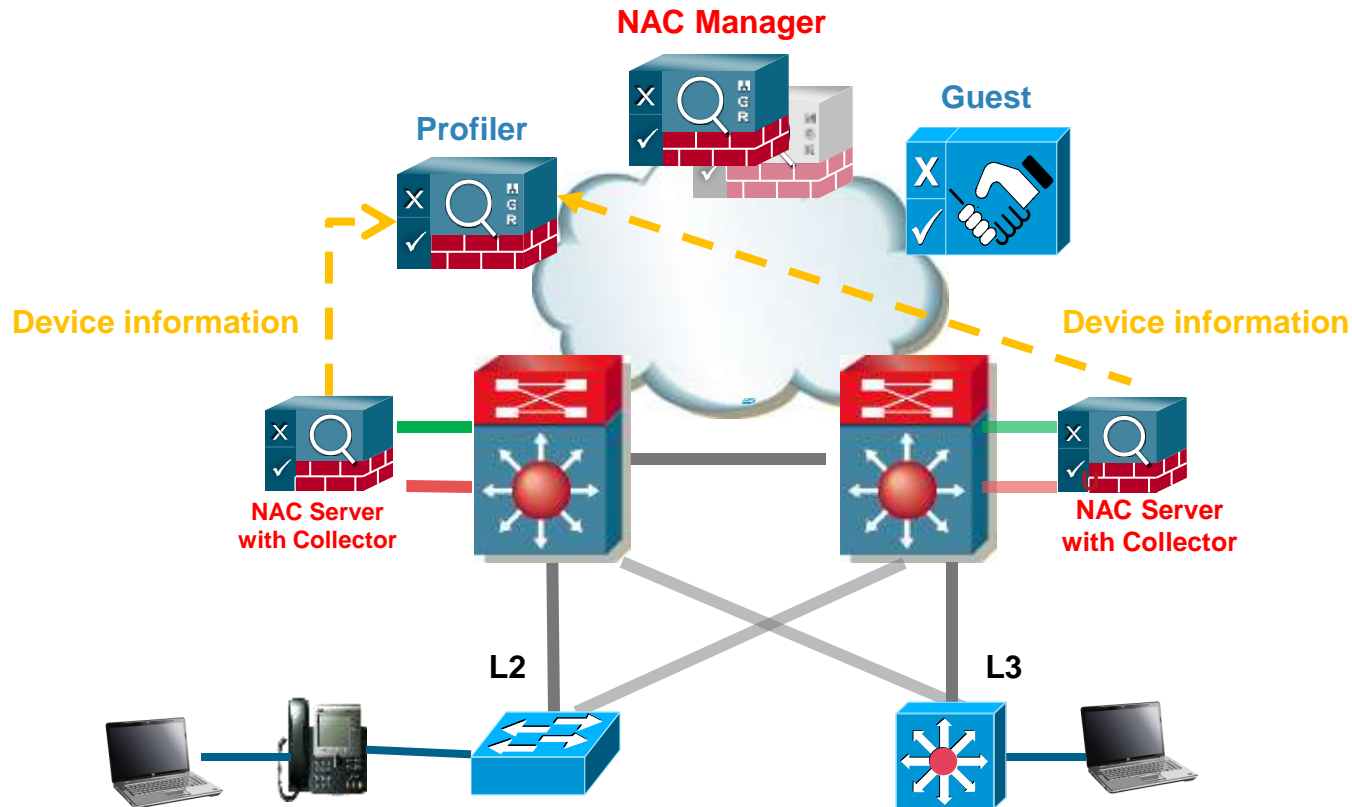 NAC Manager
Guest
Profiler
M
G
R
X
X
M
G
R
X
Device information
Device information
X
X
NAC Server
with Collector
NAC Server
with Collector
L2
L3